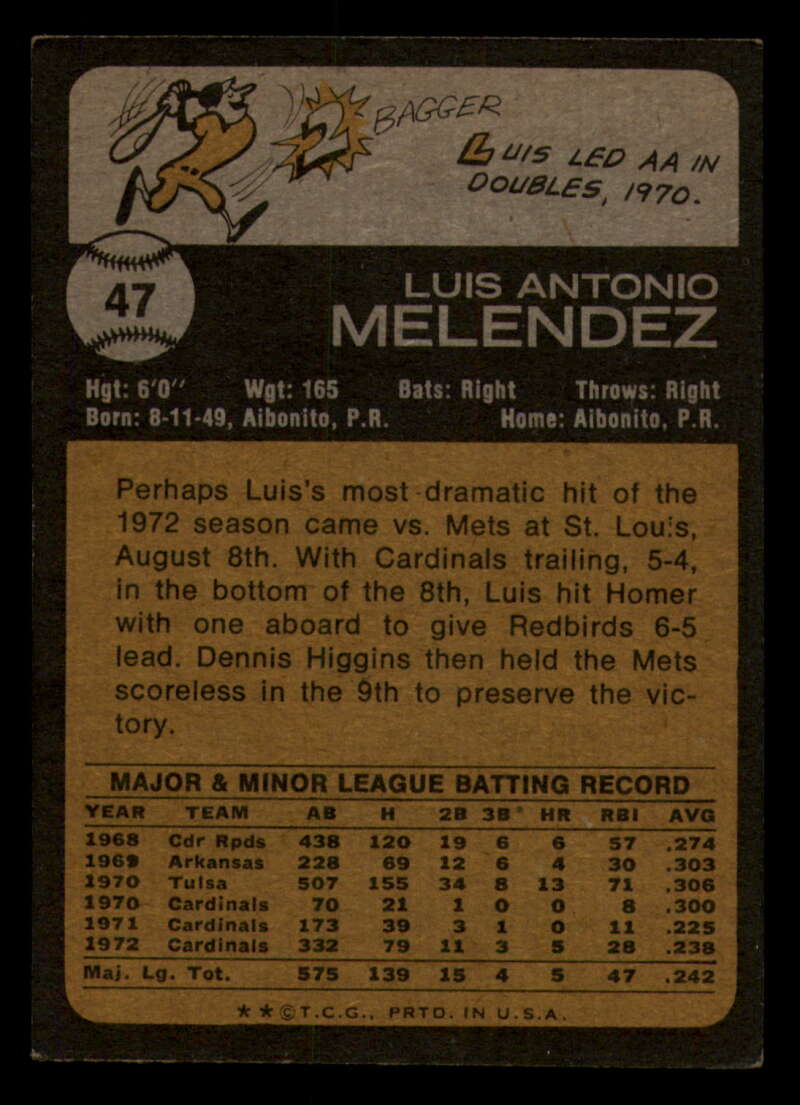 2 BAGGER
LUIS LED AA IN
DOUBLES, 1970.
47
LUIS ANTONIO
MELENDEZ
Hgt: 6'0" Wgt: 165 Bats: Right Throws: Right
Born: 8-11-49, Aibonito, P.R. Home: Aibonito, P.R.
Perhaps Luis's most dramatic hit of the
1972 season came vs. Mets at St. Louis,
August 8th. With Cardinals trailing, 5-4,
in the bottom of the 8th, Luis hit Homer
with one aboard to give Redbirds 6-5
lead. Dennis Higgins then held the Mets
scoreless in the 9th to preserve the vic-
tory.
MAJOR & MINOR LEAGUE BATTING RECORD
YEAR TEAM AB H 2B 3B HR RBI AVG
1968 Cdr Rpds 438 120 19 6 6 57 .274
1969 Arkansas 228 69 12 6 4 30 .303
1970 Tulsa 507 155 34 8 13 71 .306
1970 Cardinals 70 21 1 0 0 8 .300
1971 Cardinals 173 39 3 1 0 11 .225
1972 Cardinals 332 79 11 3 5 28 .238
Maj. Lg. Tot. 575 139 15 4 5 47 .242
* * © T.C.G., PRTD. IN U.S.A.